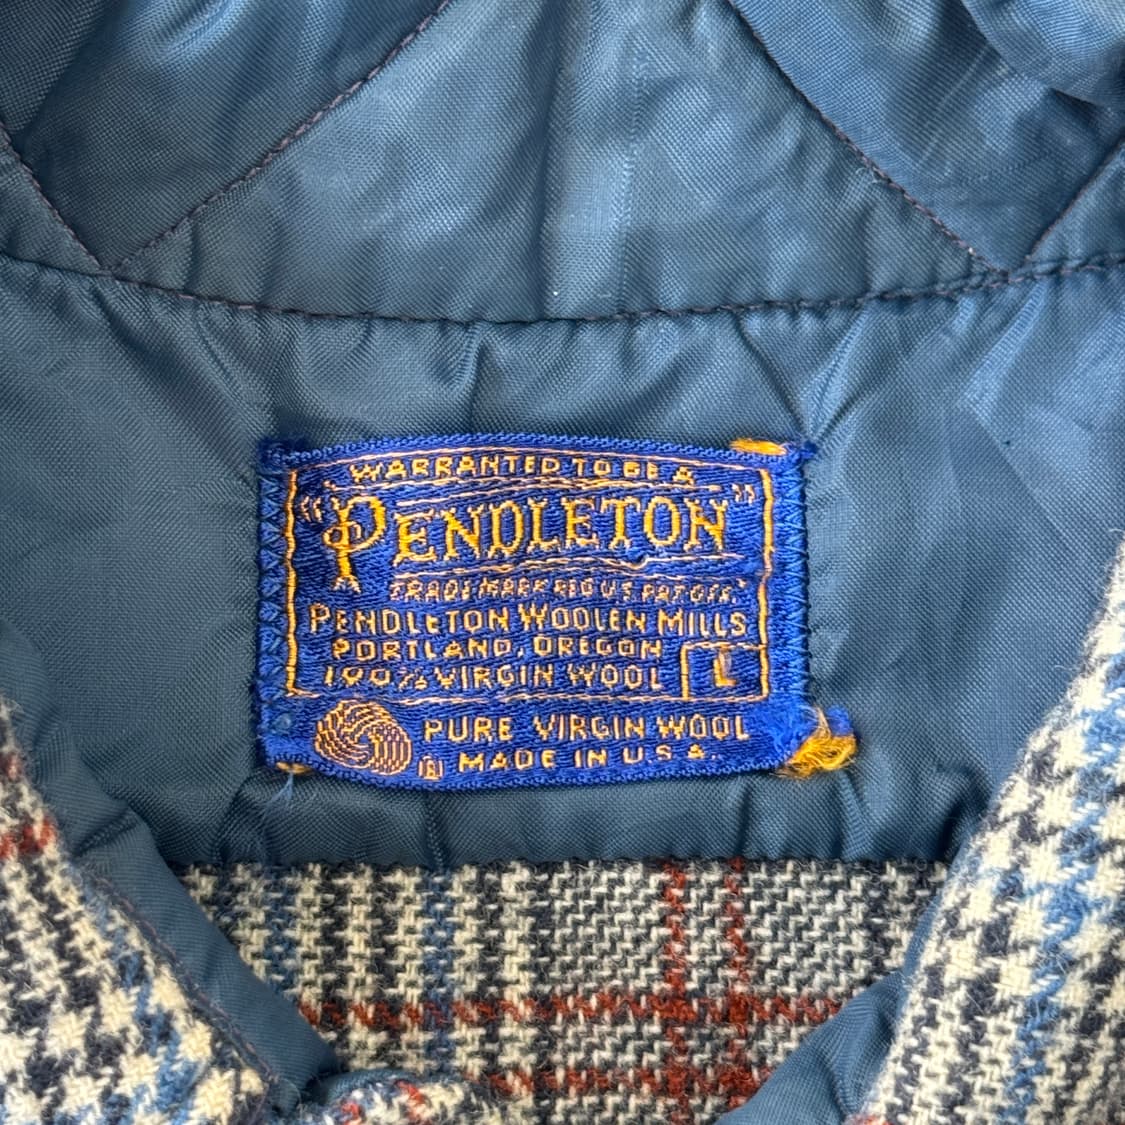 WARRANTED TO BE A
"PENDLETON"
TRADE MARK REG U.S. PAT. OFF.
PENDLETON WOOLEN MILLS
PORTLAND, OREGON
100% VIRGIN WOOL
L
PURE VIRGIN WOOL
® MADE IN U.S.A.